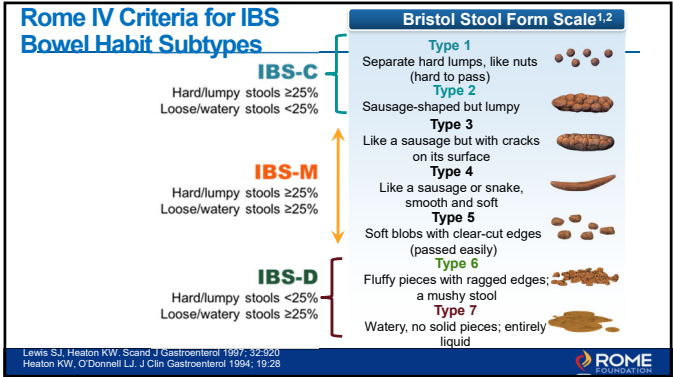 Rome IV Criteria for IBS
Bowel Habit Subtypes
IBS-C
Hard/lumpy stools ≥25%
Loose/watery stools <25%
IBS-M
Hard/lumpy stools ≥25%
Loose/watery stools ≥25%
IBS-D
Hard/lumpy stools <25%
Loose/watery stools ≥25%
Bristol Stool Form Scale1,2
Type 1
Separate hard lumps, like nuts
(hard to pass)
Type 2
Sausage-shaped but lumpy
Type 3
Like a sausage but with cracks
on its surface
Type 4
Like a sausage or snake,
smooth and soft
Type 5
Soft blobs with clear-cut edges
(passed easily)
Type 6
Fluffy pieces with ragged edges;
a mushy stool
Type 7
Watery, no solid pieces; entirely
liquid
Lewis SJ, Heaton KW. Scand J Gastroenterol 1997; 32:920
Heaton KW, O'Donnell LJ. J Clin Gastroenterol 1994; 19:28
ROME
FOUNDATION